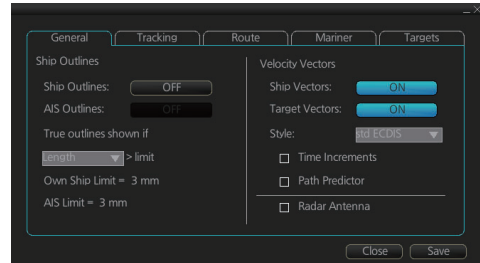 General Tracking Route Mariner Targets
Ship Outlines
Ship Outlines: OFF
AIS Outlines: OFF
True outlines shown if
Length > limit
Own Ship Limit = 3 mm
AIS Limit = 3 mm
Velocity Vectors
Ship Vectors: ON
Target Vectors: ON
Style: std ECDIS
Time Increments
Path Predictor
Radar Antenna
Close Save